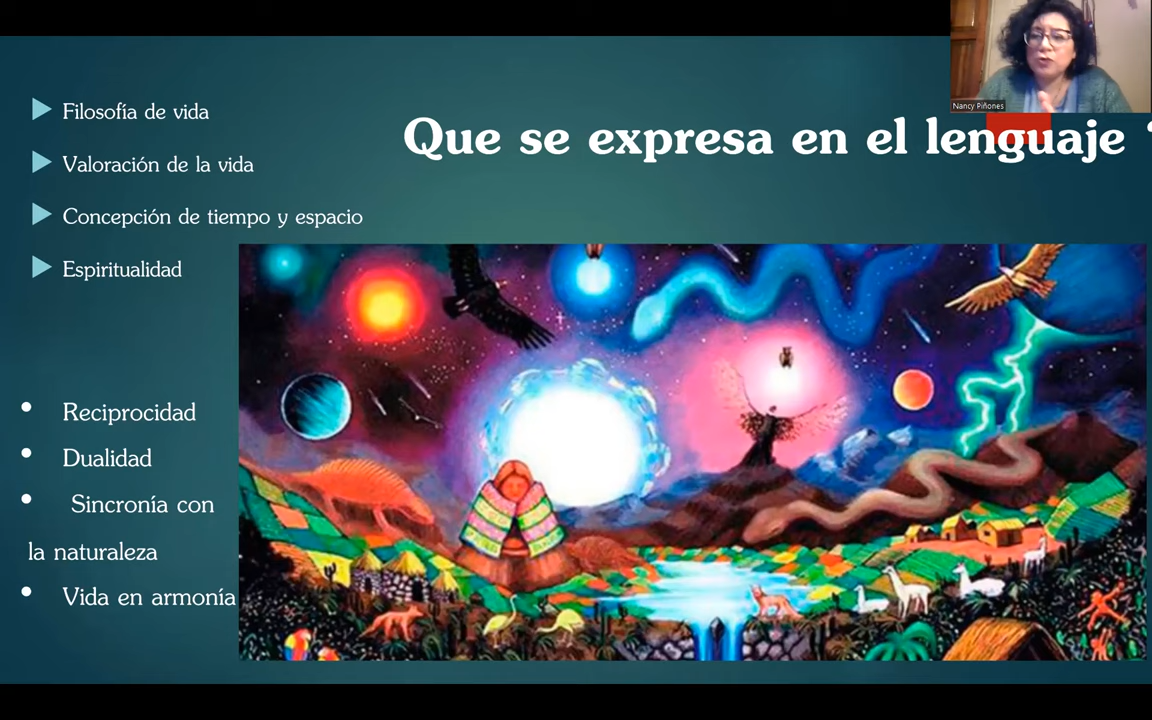 Nancy Piñones
Que se expresa en el lenguaje
Filosofía de vida
Valoración de la vida
Concepción de tiempo y espacio
Espiritualidad
Reciprocidad
Dualidad
Sincronía con
la naturaleza
Vida en armonía